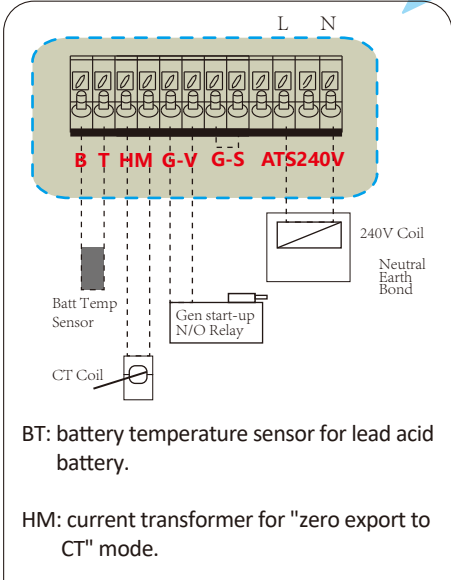 L N
B T HM G-V G-S ATS240V
240V Coil
Neutral
Earth
Bond
Batt Temp
Sensor
Gen start-up
N/O Relay
CT Coil
BT: battery temperature sensor for lead acid
battery.
HM: current transformer for "zero export to
CT" mode.